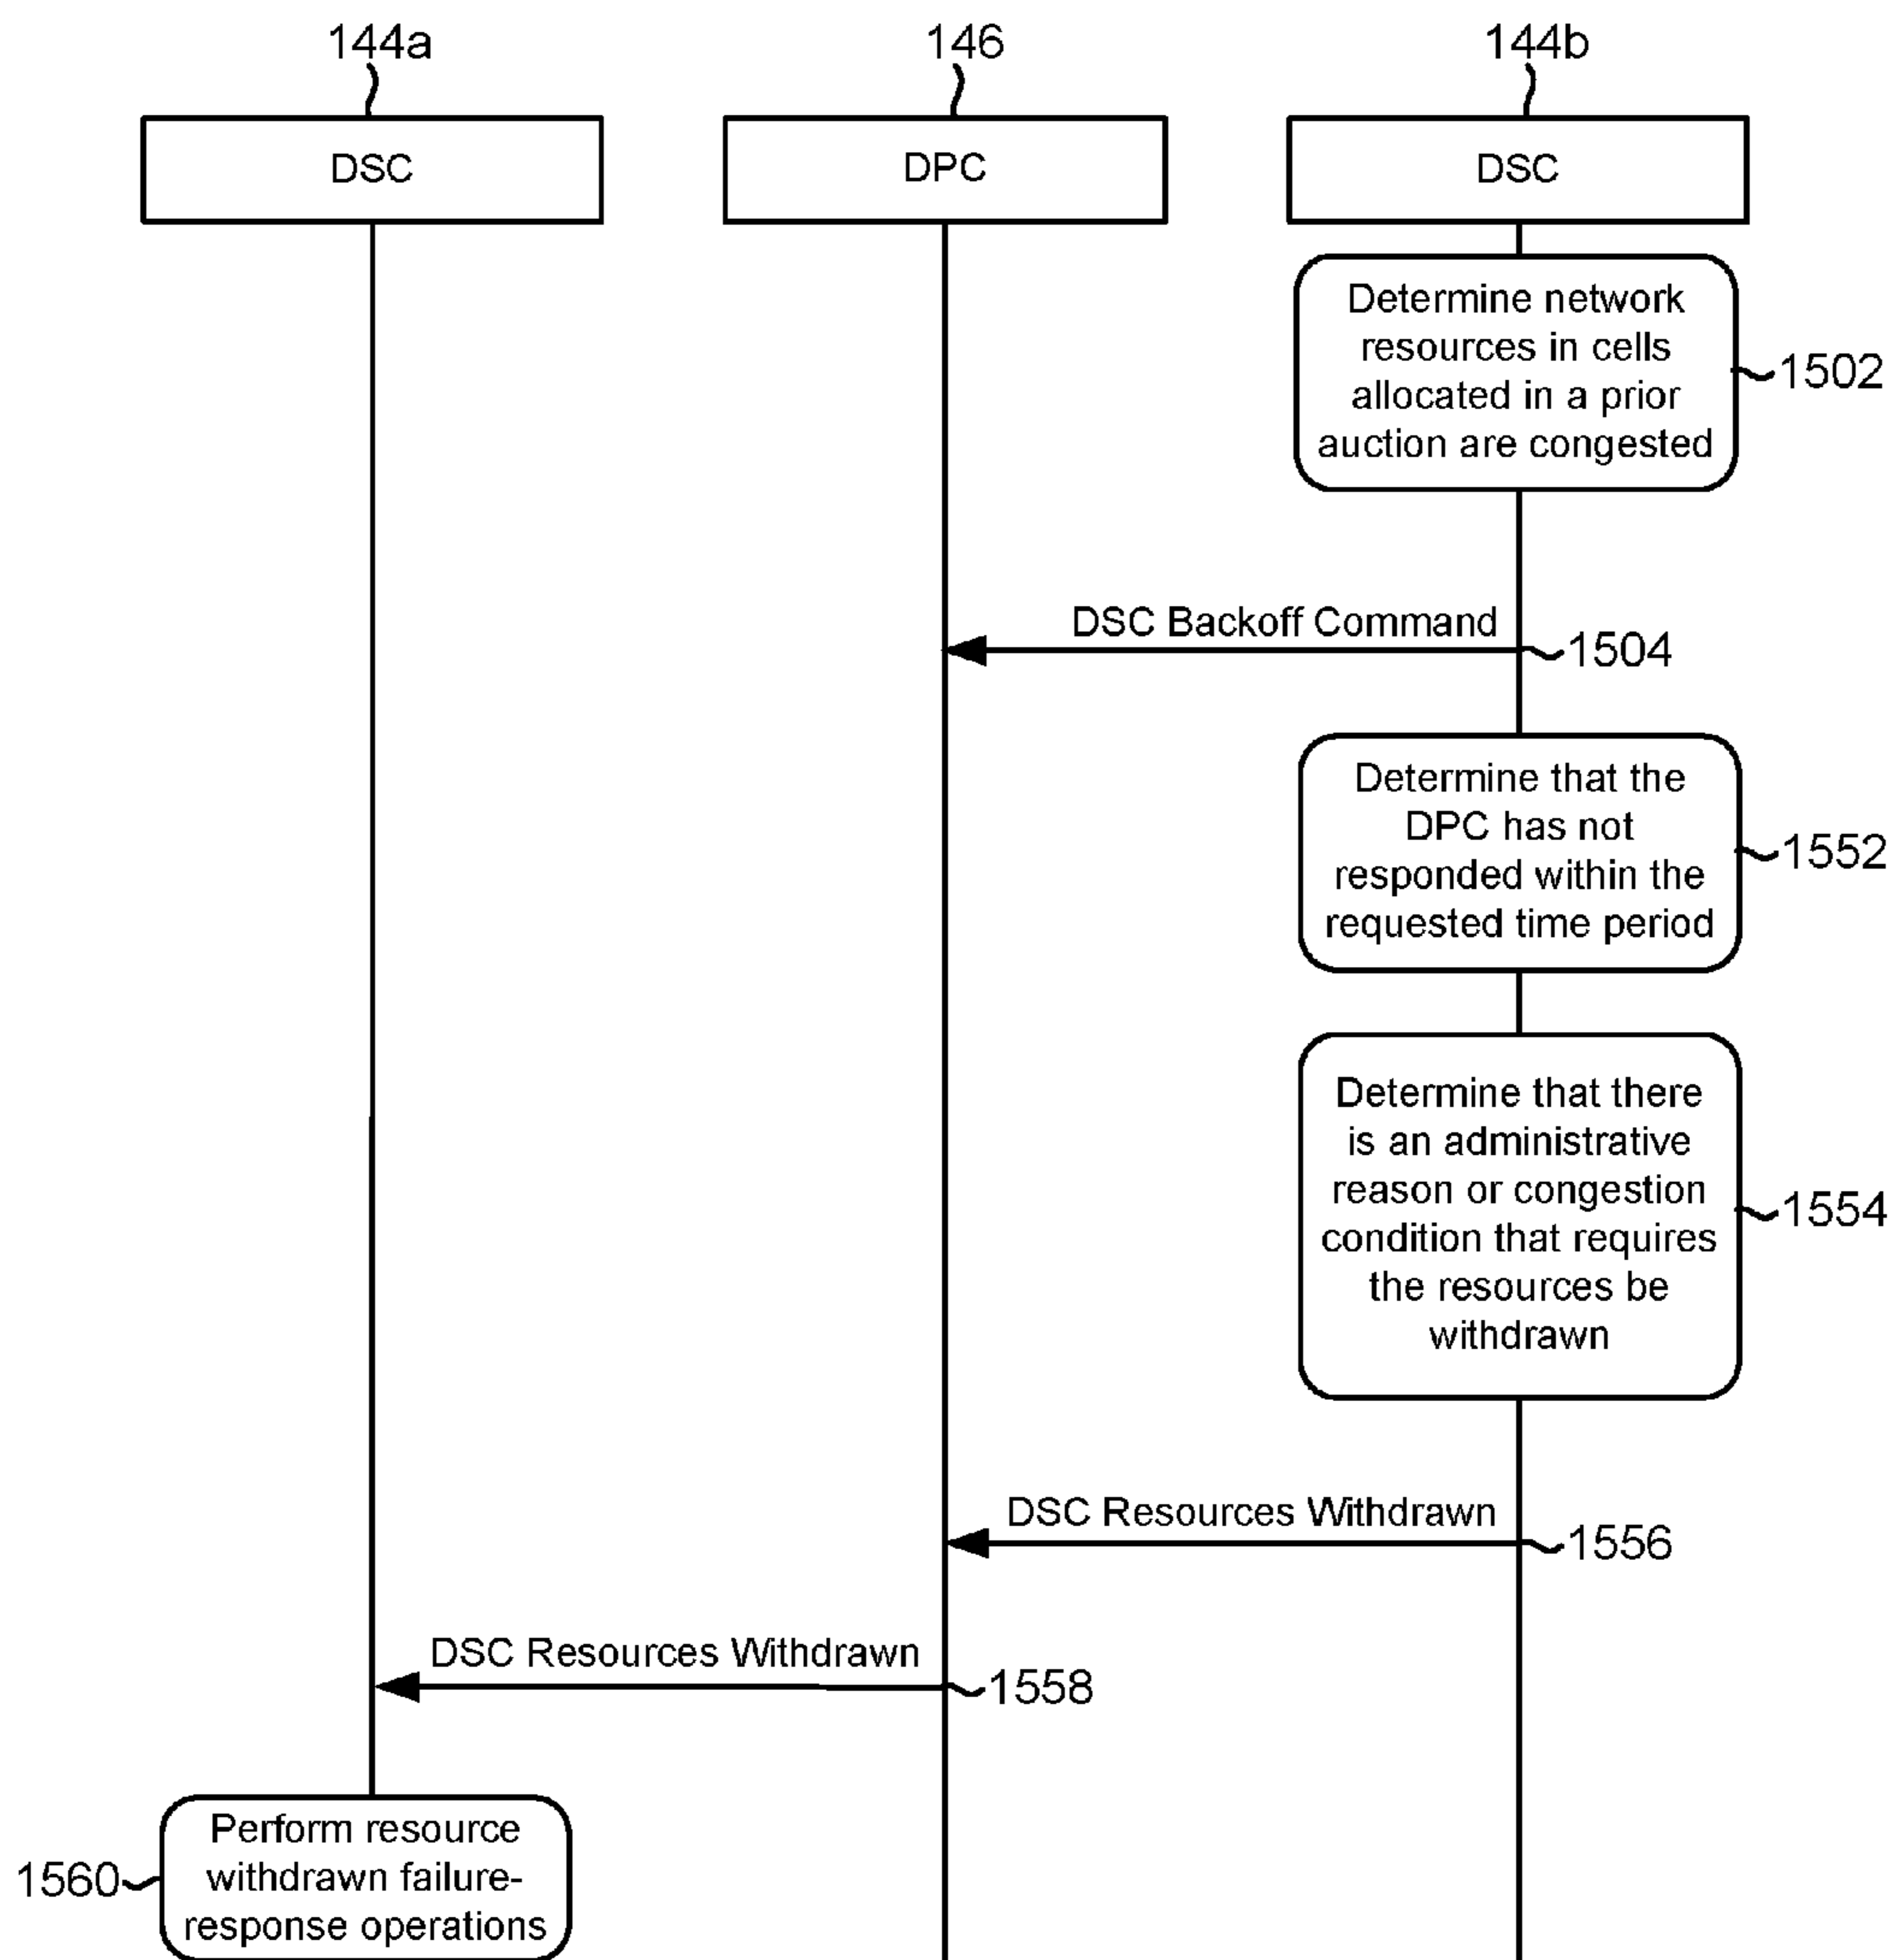 144a
146
144b
DSC
DPC
DSC
Determine network
resources in cells
allocated in a prior
auction are congested
1502
DSC Backoff Command
1504
Determine that the
DPC has not
responded within the
requested time period
1552
Determine that there
is an administrative
reason or congestion
condition that requires
the resources be
withdrawn
1554
DSC Resources Withdrawn
1556
DSC Resources Withdrawn
1558
Perform resource
withdrawn failure-
response operations
1560